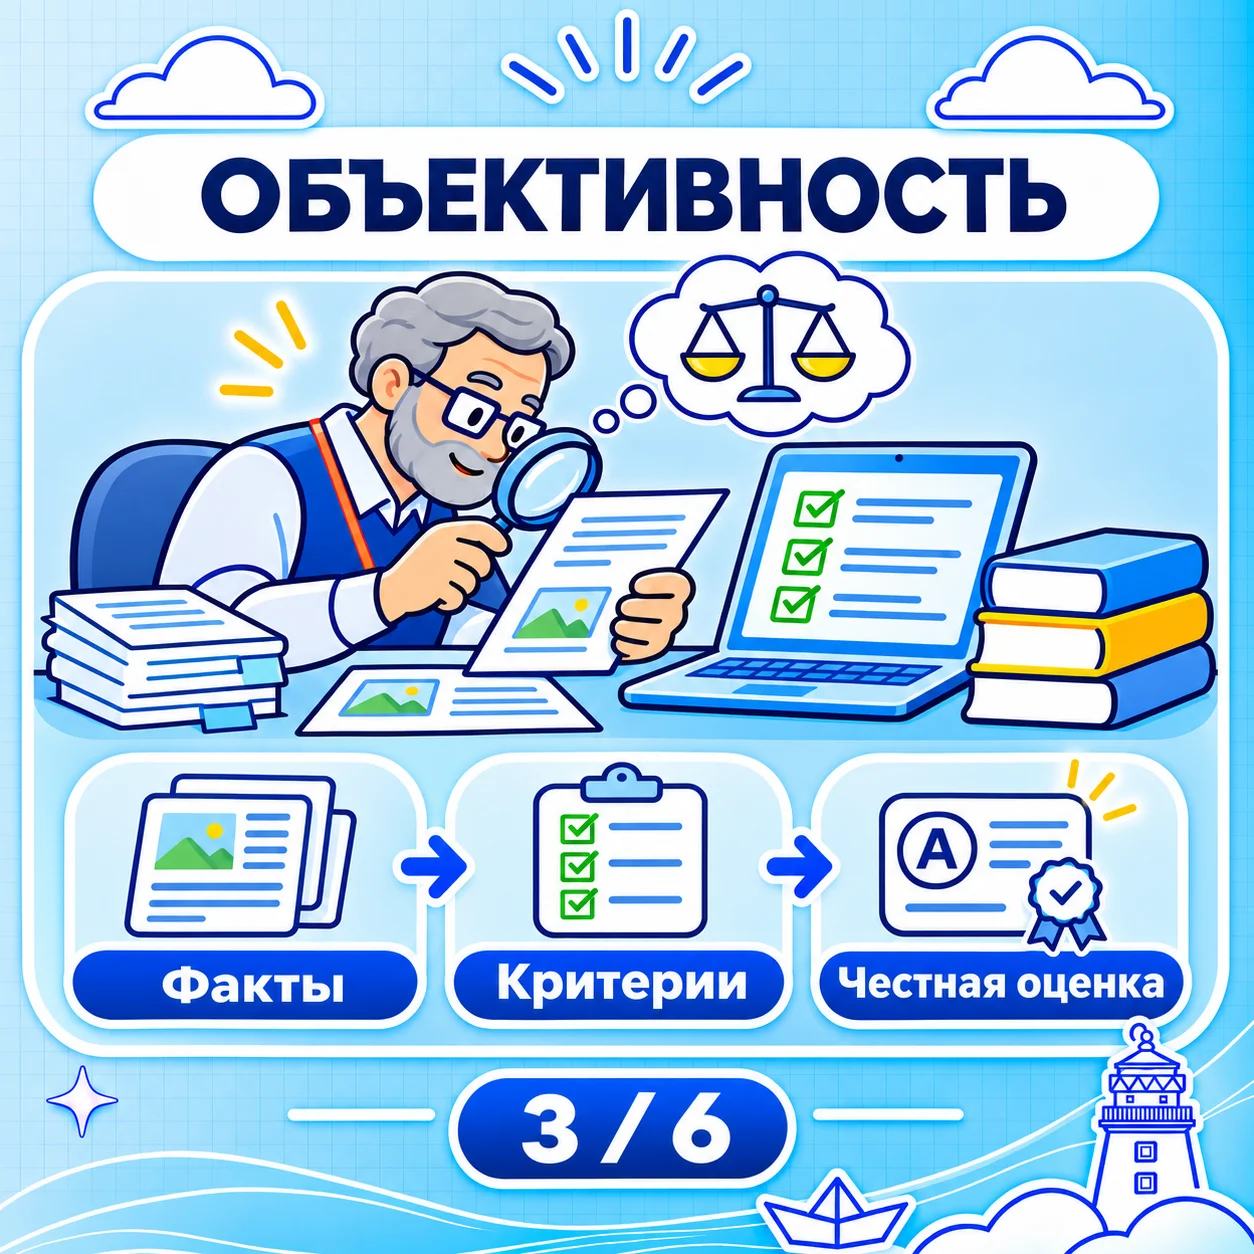 ОБЪЕКТИВНОСТЬ
Факты
Критерии
A
Честная оценка
3 / 6